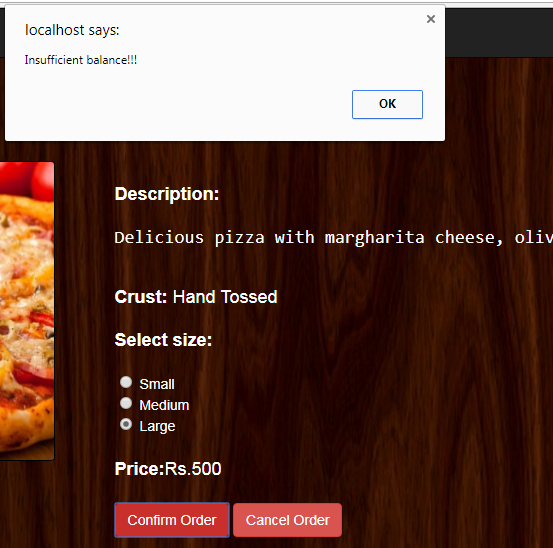 localhost says:
Insufficient balance!!!
OK
Description:
Delicious pizza with margharita cheese, oliv
Crust: Hand Tossed
Select size:
Small
Medium
Large
Price:Rs.500
Confirm Order
Cancel Order